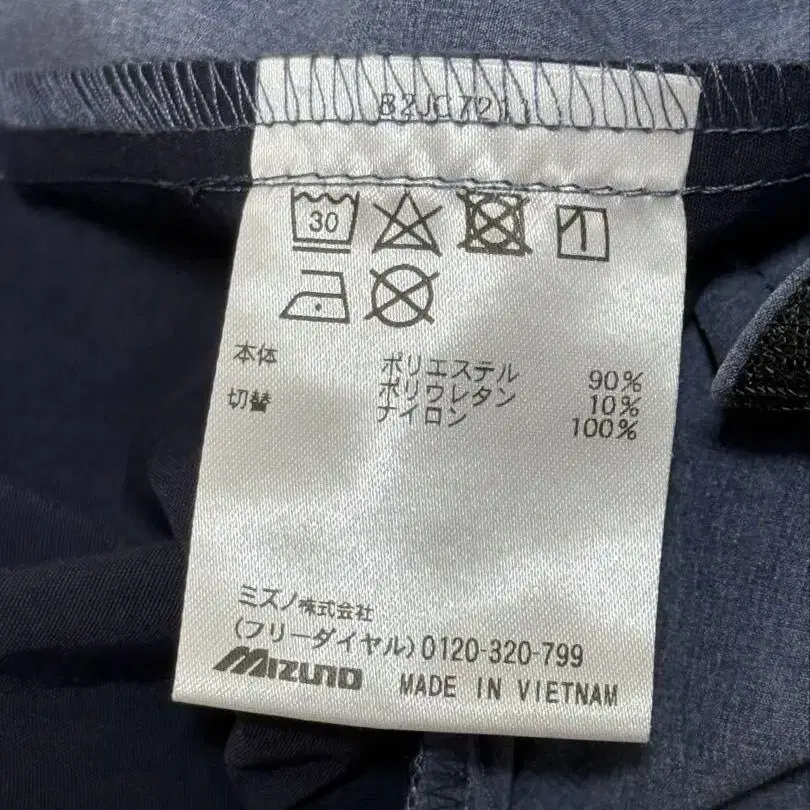 30
本体 ポリエステル 90%
ポリウレタン 10%
切替 ナイロン 100%
ミズノ株式会社
(フリーダイヤル)0120-320-799
MIZUNO MADE IN VIETNAM